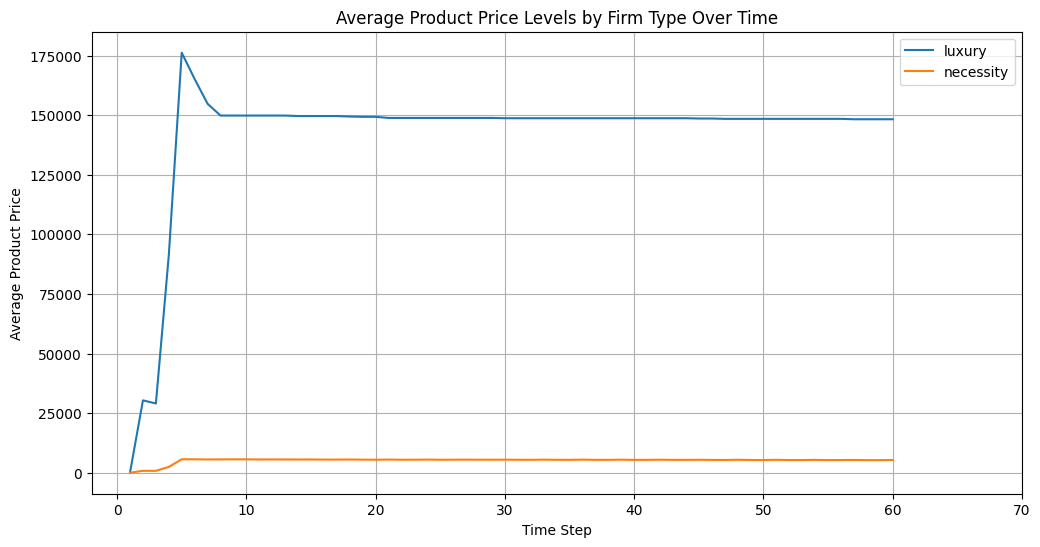 Average Product Price Levels by Firm Type Over Time
luxury
necessity
Average Product Price
175000
150000
125000
100000
75000
50000
25000
0
0 10 20 30 40 50 60 70
Time Step